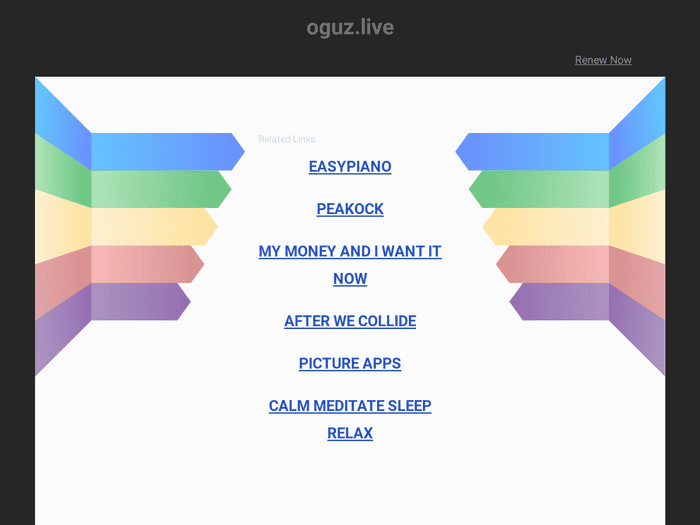 oguz.live
Renew Now
Related Links
EASYPIANO
PEAKOCK
MY MONEY AND I WANT IT
NOW
AFTER WE COLLIDE
PICTURE APPS
CALM MEDITATE SLEEP
RELAX